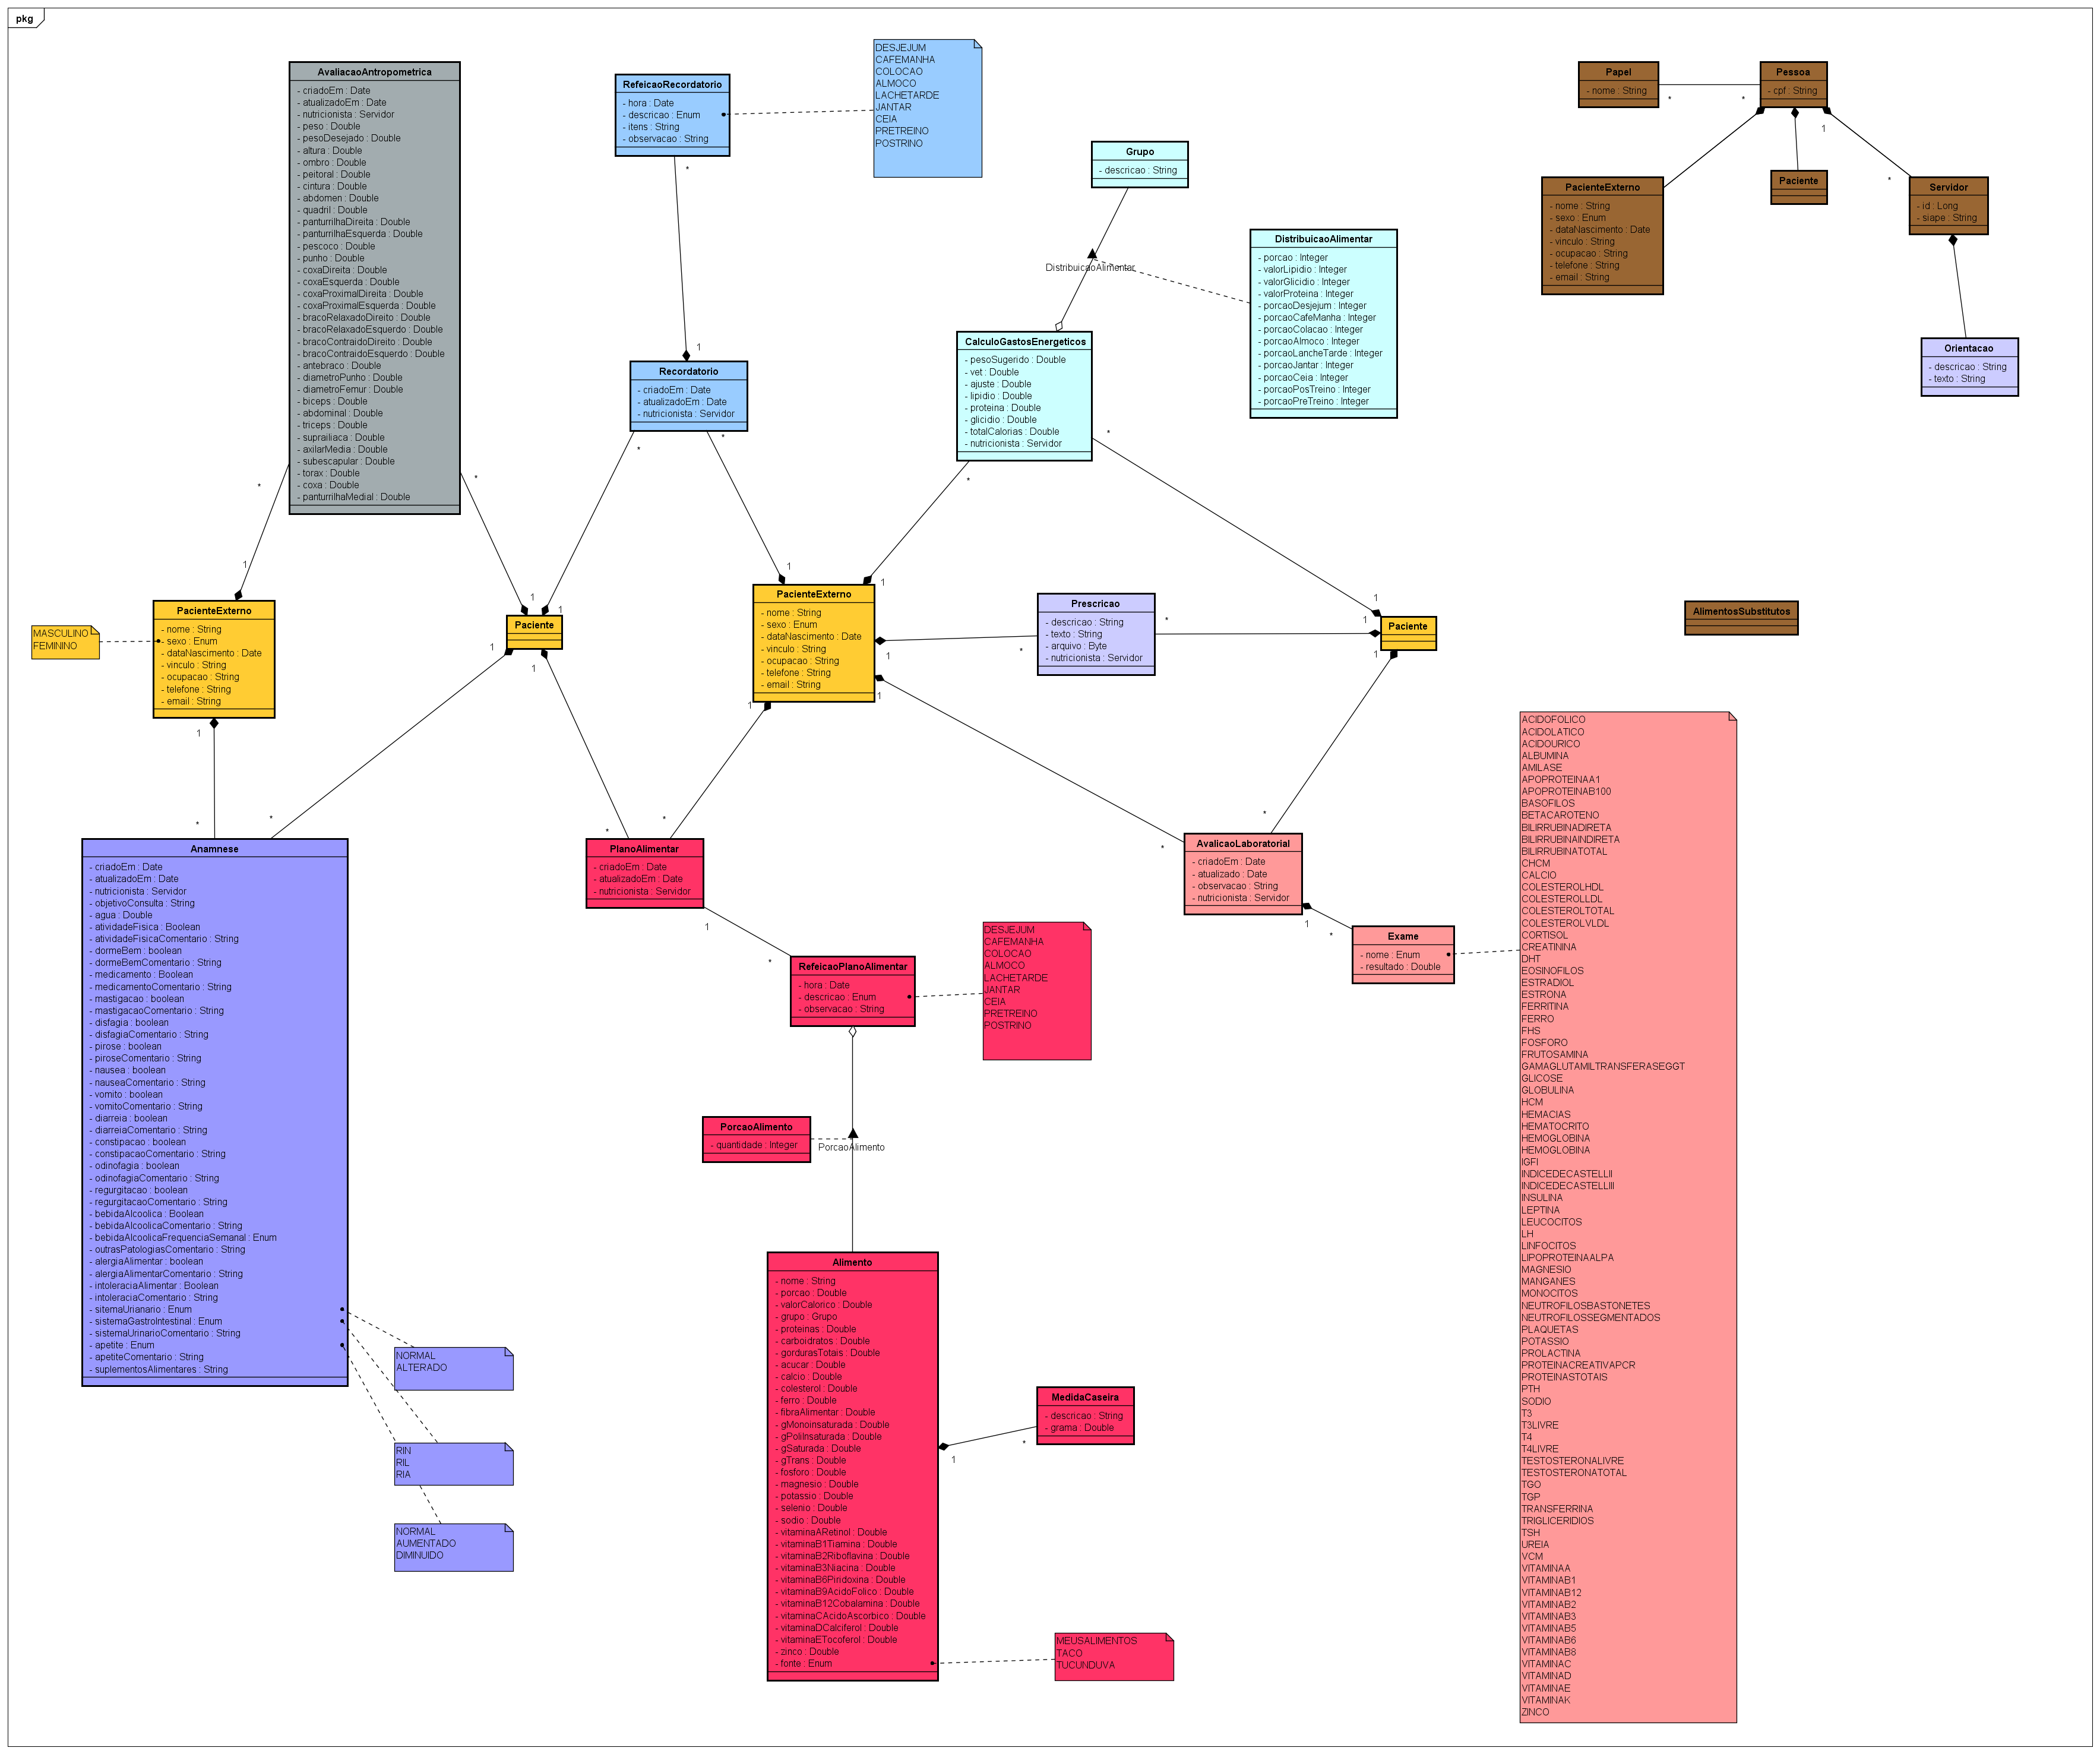 pkg
AvaliacaoAntropometrica
- criadoEm : Date
- atualizadoEm : Date
- nutricionista : Servidor
- peso : Double
- pesoDesejado : Double
- altura : Double
- ombro : Double
- peitoral : Double
- cintura : Double
- abdomen : Double
- quadril : Double
- panturrilhaDireita : Double
- panturrilhaEsquerda : Double
- pescoco : Double
- punho : Double
- coxaDireita : Double
- coxaEsquerda : Double
- coxaProximalDireita : Double
- coxaProximalEsquerda : Double
- bracoRelaxadoDireito : Double
- bracoRelaxadoEsquerdo : Double
- bracoContraidoDireito : Double
- bracoContraidoEsquerdo : Double
- antebraco : Double
- diametroPunho : Double
- diametroFemur : Double
- biceps : Double
- abdominal : Double
- triceps : Double
- suprailiaca : Double
- axilarMedia : Double
- subescapular : Double
- torax : Double
- coxa : Double
- panturrilhaMedial : Double
RefeicaoRecordatorio
- hora : Date
- descricao : Enum
- itens : String
- observacao : String
DESJEJUM
CAFEMANHA
COLOCAO
ALMOCO
LACHETARDE
JANTAR
CEIA
PRETREINO
POSTRINO
*
1
Recordatorio
- criadoEm : Date
- atualizadoEm : Date
- nutricionista : Servidor
Grupo
- descricao : String
DistribuicaoAlimentar
DistribuicaoAlimentar
- porcao : Integer
- valorLipidio : Integer
- valorGlicidio : Integer
- valorProteina : Integer
- porcaoDesjejum : Integer
- porcaoCafeManha : Integer
- porcaoColacao : Integer
- porcaoAlmoco : Integer
- porcaoLancheTarde : Integer
- porcaoJantar : Integer
- porcaoCeia : Integer
- porcaoPosTreino : Integer
- porcaoPreTreino : Integer
CalculoGastosEnergeticos
- pesoSugerido : Double
- vet : Double
- ajuste : Double
- lipidio : Double
- proteina : Double
- glicidio : Double
- totalCalorias : Double
- nutricionista : Servidor
Papel
- nome : String
*
*
Pessoa
- cpf : String
1
*
PacienteExterno
- nome : String
- sexo : Enum
- dataNascimento : Date
- vinculo : String
- ocupacao : String
- telefone : String
- email : String
Paciente
Servidor
- id : Long
- siape : String
Orientacao
- descricao : String
- texto : String
*
*
*
*
*
*
1
1
1
1
1
1
MASCULINO
FEMININO
PacienteExterno
- nome : String
- sexo : Enum
- dataNascimento : Date
- vinculo : String
- ocupacao : String
- telefone : String
- email : String
Paciente
PacienteExterno
- nome : String
- sexo : Enum
- dataNascimento : Date
- vinculo : String
- ocupacao : String
- telefone : String
- email : String
Prescricao
- descricao : String
- texto : String
- arquivo : Byte
- nutricionista : Servidor
Paciente
AlimentosSubstitutos
*
*
1
1
1
1
1
1
1
1
*
*
*
*
*
*
Anamnese
- criadoEm : Date
- atualizadoEm : Date
- nutricionista : Servidor
- objetivoConsulta : String
- agua : Double
- atividadeFisica : Boolean
- atividadeFisicaComentario : String
- dormeBem : boolean
- dormeBemComentario : String
- medicamento : Boolean
- medicamentoComentario : String
- mastigacao : boolean
- mastigacaoComentario : String
- disfagia : boolean
- disfagiaComentario : String
- pirose : boolean
- piroseComentario : String
- nausea : boolean
- nauseaComentario : String
- vomito : boolean
- vomitoComentario : String
- diarreia : boolean
- diarreiaComentario : String
- constipacao : boolean
- constipacaoComentario : String
- odinofagia : boolean
- odinofagiaComentario : String
- regurgitacao : boolean
- regurgitacaoComentario : String
- bebidaAlcoolica : Boolean
- bebidaAlcoolicaComentario : String
- bebidaAlcoolicaFrequenciaSemanal : Enum
- outrasPatologiasComentario : String
- alergiaAlimentar : boolean
- alergiaAlimentarComentario : String
- intoleraciaAlimentar : Boolean
- intoleraciaComentario : String
- sitemaUrianario : Enum
- sistemaGastroIntestinal : Enum
- sistemaUrinarioComentario : String
- apetite : Enum
- apetiteComentario : String
- suplementosAlimentares : String
NORMAL
ALTERADO
RIN
RIL
RIA
NORMAL
AUMENTADO
DIMINUIDO
PlanoAlimentar
- criadoEm : Date
- atualizadoEm : Date
- nutricionista : Servidor
1
*
RefeicaoPlanoAlimentar
- hora : Date
- descricao : Enum
- observacao : String
DESJEJUM
CAFEMANHA
COLOCAO
ALMOCO
LACHETARDE
JANTAR
CEIA
PRETREINO
POSTRINO
PorcaoAlimento
- quantidade : Integer
PorcaoAlimento
Alimento
- nome : String
- porcao : Double
- valorCalorico : Double
- grupo : Grupo
- proteinas : Double
- carboidratos : Double
- gordurasTotais : Double
- acucar : Double
- calcio : Double
- colesterol : Double
- ferro : Double
- fibraAlimentar : Double
- gMonoinsaturada : Double
- gPoliInsaturada : Double
- gSaturada : Double
- gTrans : Double
- fosforo : Double
- magnesio : Double
- potassio : Double
- selenio : Double
- sodio : Double
- vitaminaARetinol : Double
- vitaminaB1Tiamina : Double
- vitaminaB2Riboflavina : Double
- vitaminaB3Niacina : Double
- vitaminaB6Piridoxina : Double
- vitaminaB9AcidoFolico : Double
- vitaminaB12Cobalamina : Double
- vitaminaCAcidoAscorbico : Double
- vitaminaDCalciferol : Double
- vitaminaETocoferol : Double
- zinco : Double
- fonte : Enum
MedidaCaseira
- descricao : String
- grama : Double
1
*
MEUSALIMENTOS
TACO
TUCUNDUVA
AvalicaoLaboratorial
- criadoEm : Date
- atualizado : Date
- observacao : String
- nutricionista : Servidor
1
*
Exame
- nome : Enum
- resultado : Double
ACIDOFOLICO
ACIDOLATICO
ACIDOURICO
ALBUMINA
AMILASE
APOPROTEINAA1
APOPROTEINAB100
BASOFILOS
BETACAROTENO
BILIRRUBINADIRETA
BILIRRUBINAINDIRETA
BILIRRUBINATOTAL
CHCM
CALCIO
COLESTEROLHDL
COLESTEROLLDL
COLESTEROLTOTAL
COLESTEROLVLDL
CORTISOL
CREATININA
DHT
EOSINOFILOS
ESTRADIOL
ESTRONA
FERRITINA
FERRO
FHS
FOSFORO
FRUTOSAMINA
GAMAGLUTAMILTRANSFERASEGGT
GLICOSE
GLOBULINA
HCM
HEMACIAS
HEMATOCRITO
HEMOGLOBINA
HEMOGLOBINA
IGFI
INDICEDECASTELLII
INDICEDECASTELLIII
INSULINA
LEPTINA
LEUCOCITOS
LH
LINFOCITOS
LIPOPROTEINAALPA
MAGNESIO
MANGANES
MONOCITOS
NEUTROFILOSBASTONETES
NEUTROFILOSSEGMENTADOS
PLAQUETAS
POTASSIO
PROLACTINA
PROTEINACREATIVAPCR
PROTEINASTOTAIS
PTH
SODIO
T3
T3LIVRE
T4
T4LIVRE
TESTOSTERONALIVRE
TESTOSTERONATOTAL
TGO
TGP
TRANSFERRINA
TRIGLICERIDIOS
TSH
UREIA
VCM
VITAMINAA
VITAMINAB1
VITAMINAB12
VITAMINAB2
VITAMINAB3
VITAMINAB5
VITAMINAB6
VITAMINAB8
VITAMINAC
VITAMINAD
VITAMINAE
VITAMINAK
ZINCO